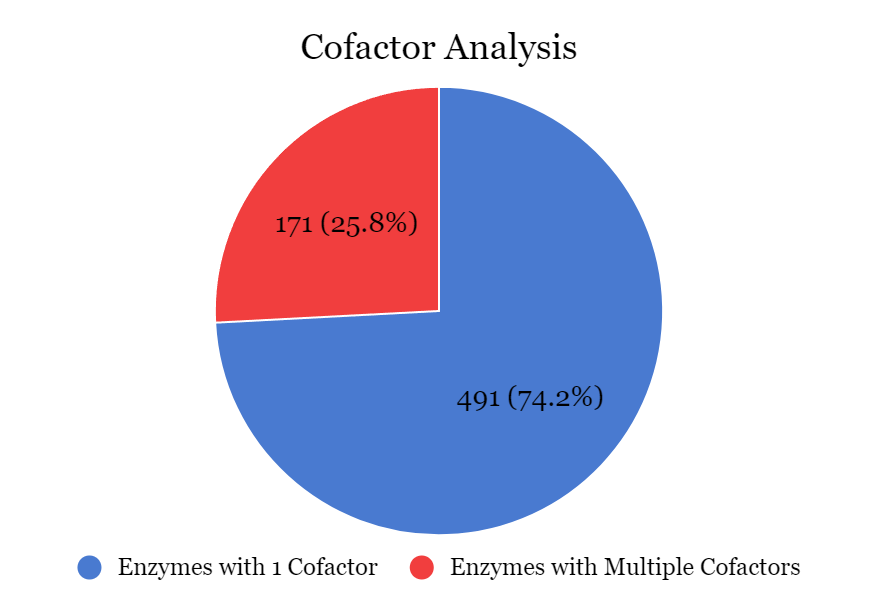 Cofactor Analysis
171 (25.8%)
491 (74.2%)
Enzymes with 1 Cofactor
Enzymes with Multiple Cofactors